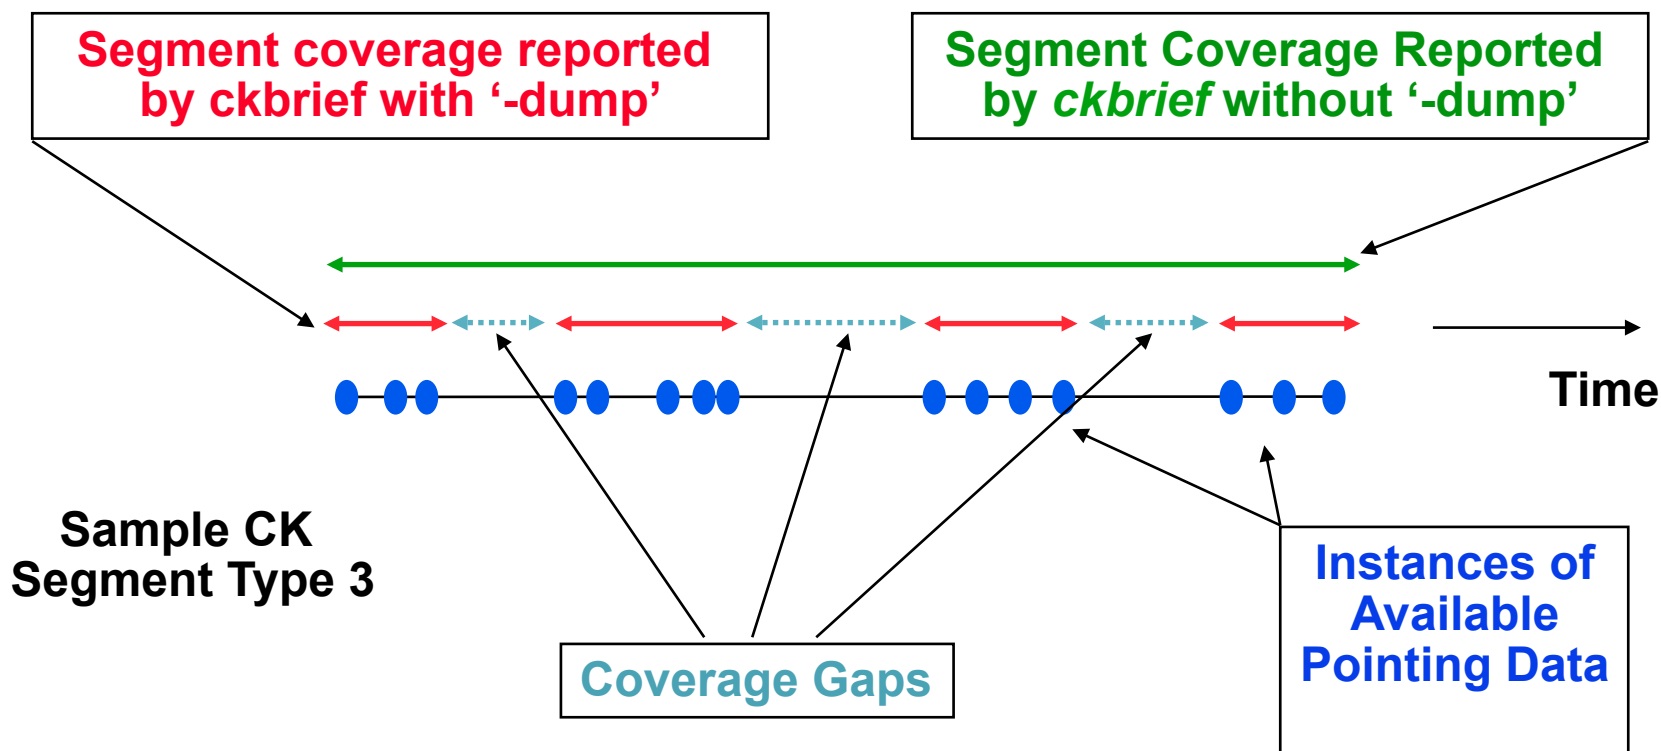 Segment coverage reported
by ckbrief with ‘-dump’
Segment Coverage Reported
by ckbrief without ‘-dump’
Time
Sample CK
Segment Type 3
Instances of
Available
Pointing Data
Coverage Gaps